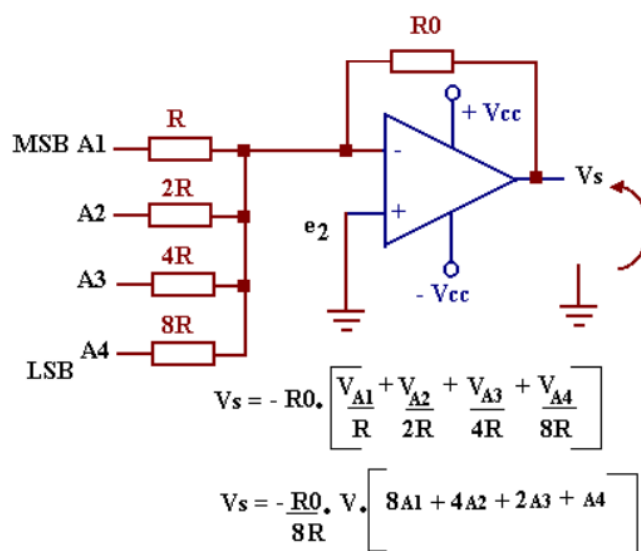 R0
+ Vcc
R
MSB A1
-
Vs
2R
A2
+
e2
4R
A3
- Vcc
8R
A4
LSB
Vs = - R0. [ VA1/R + VA2/2R + VA3/4R + VA4/8R ]
Vs = - R0/8R . V. [ 8A1 + 4A2 + 2A3 + A4 ]